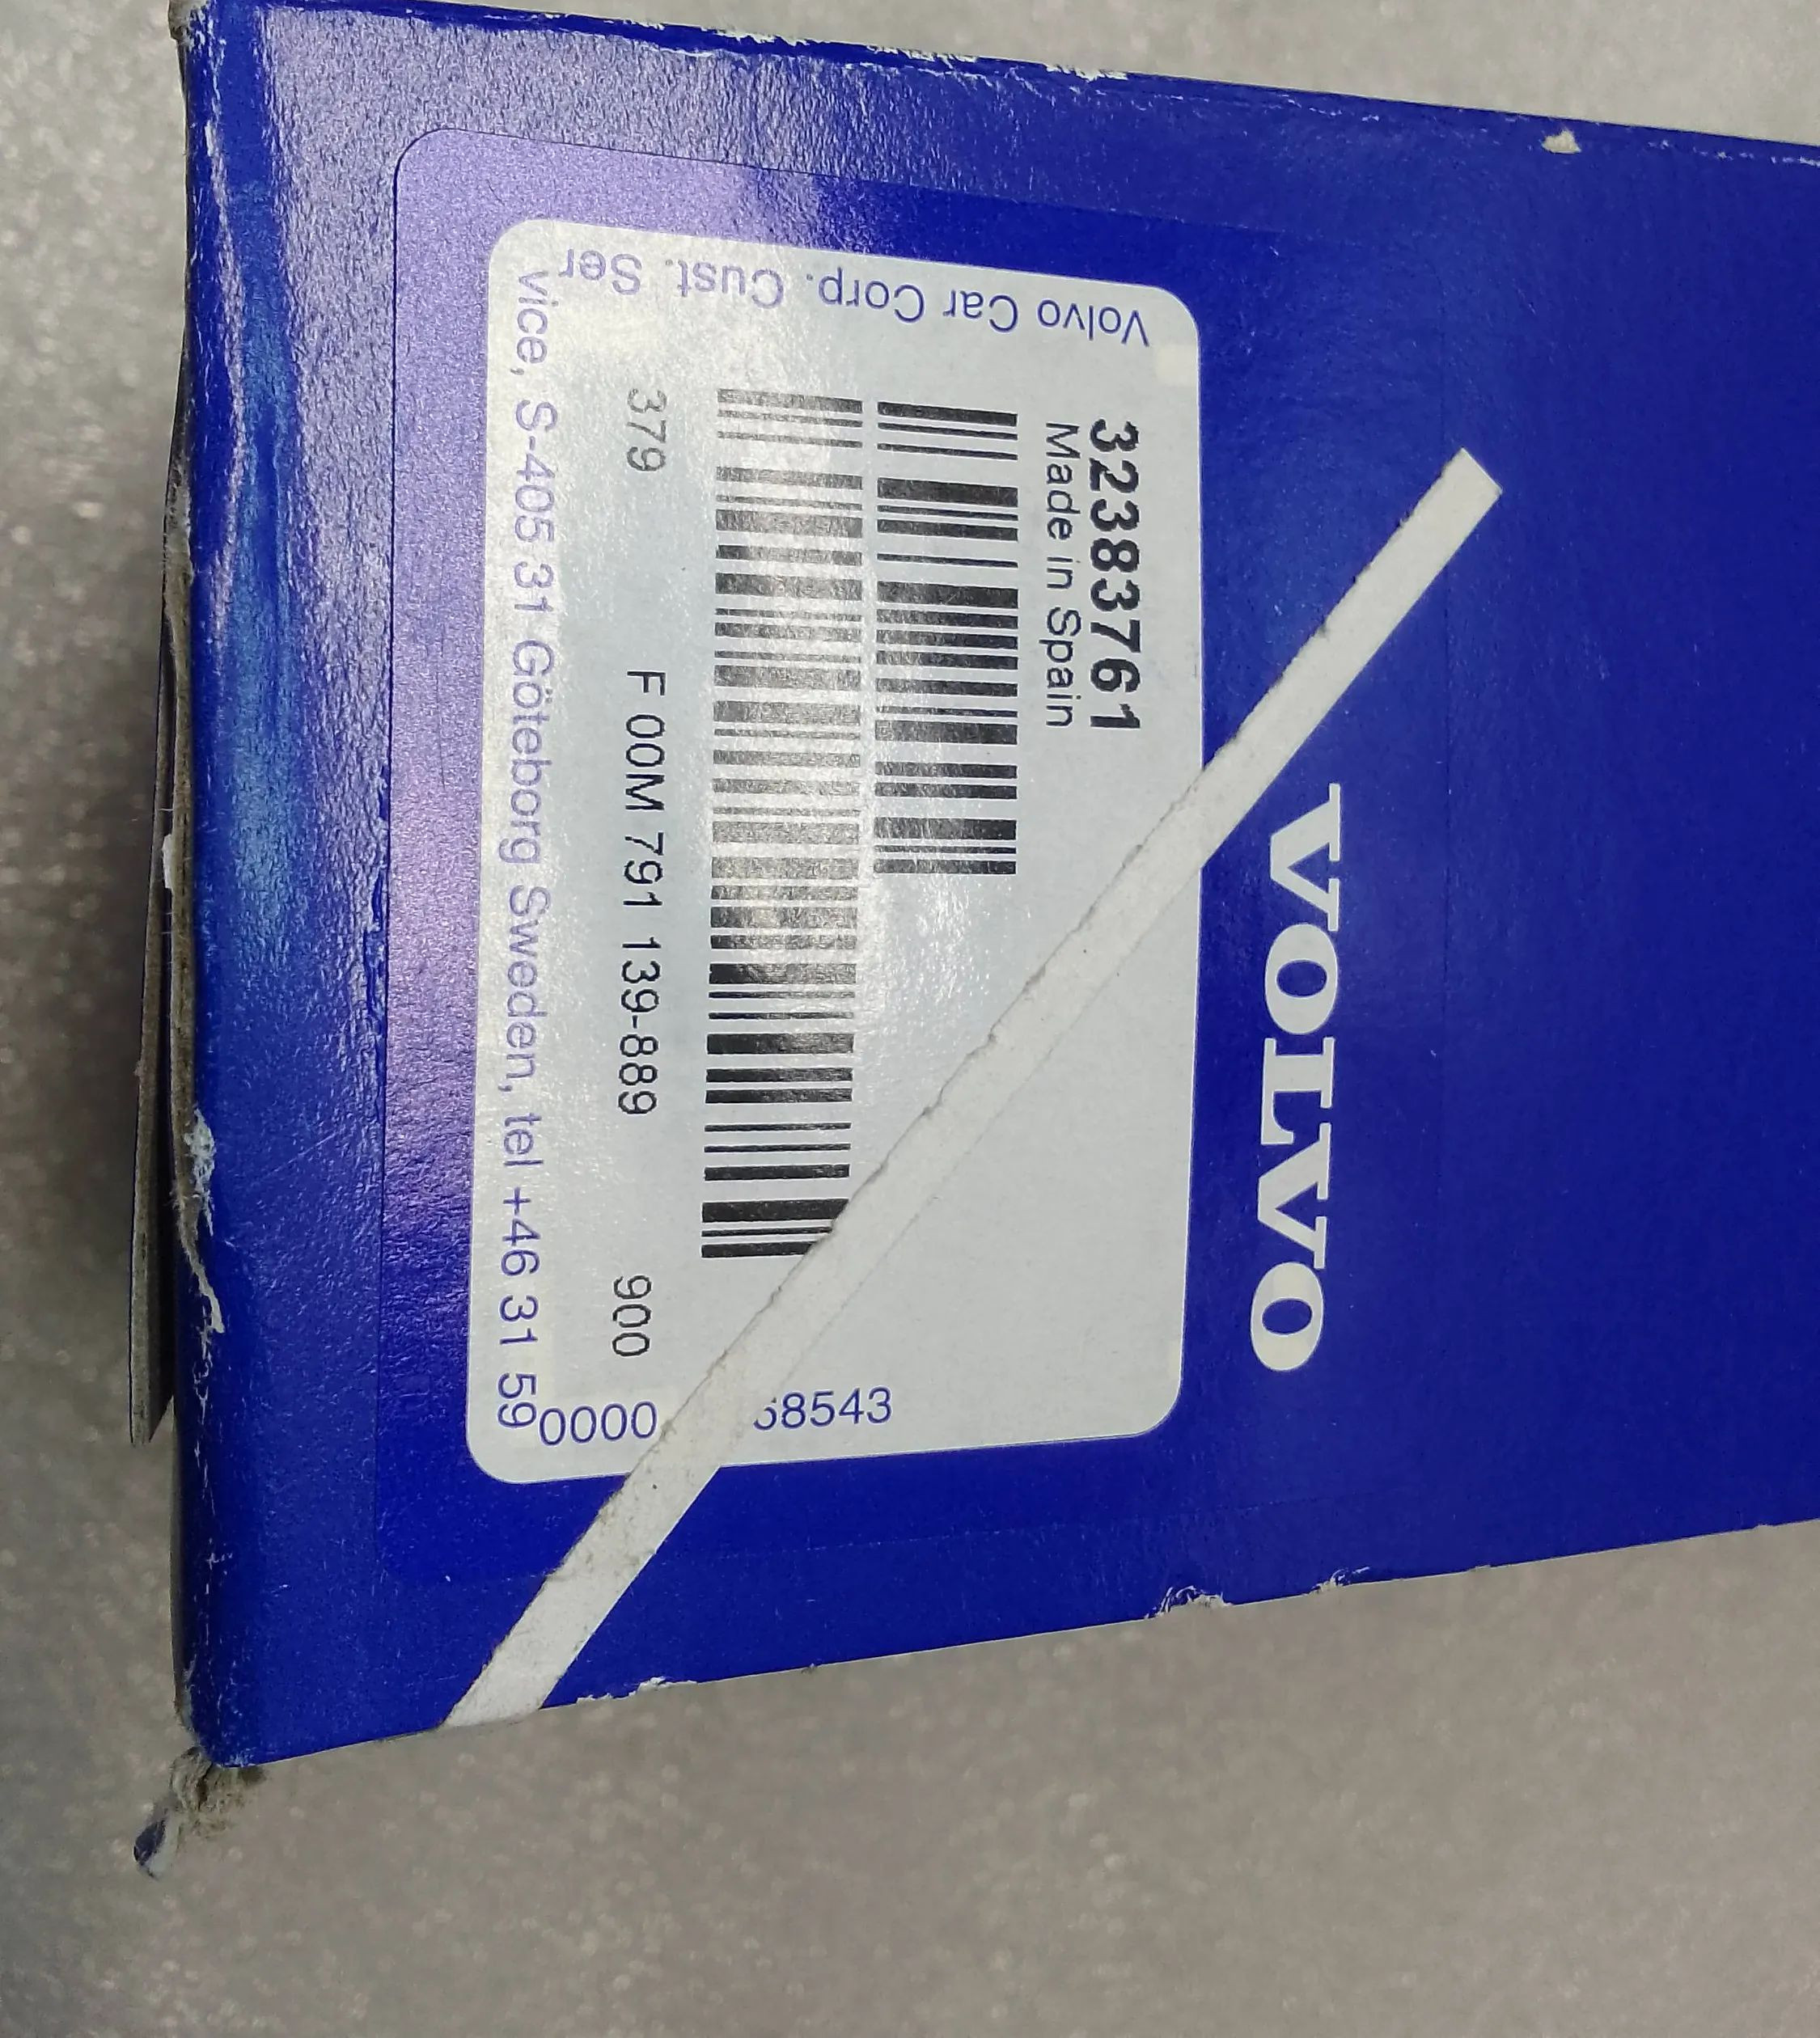 VOLVO
32383761
Made in Spain
379 F 00M 791 139-889 900
Volvo Car Corp. Cust. Ser
vice, S-405 31 Göteborg Sweden, tel +46 31 59
0000
8543